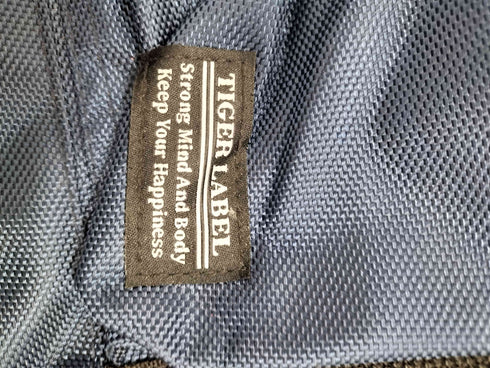 TIGER LABEL
Strong Mind And Body
Keep Your Happiness